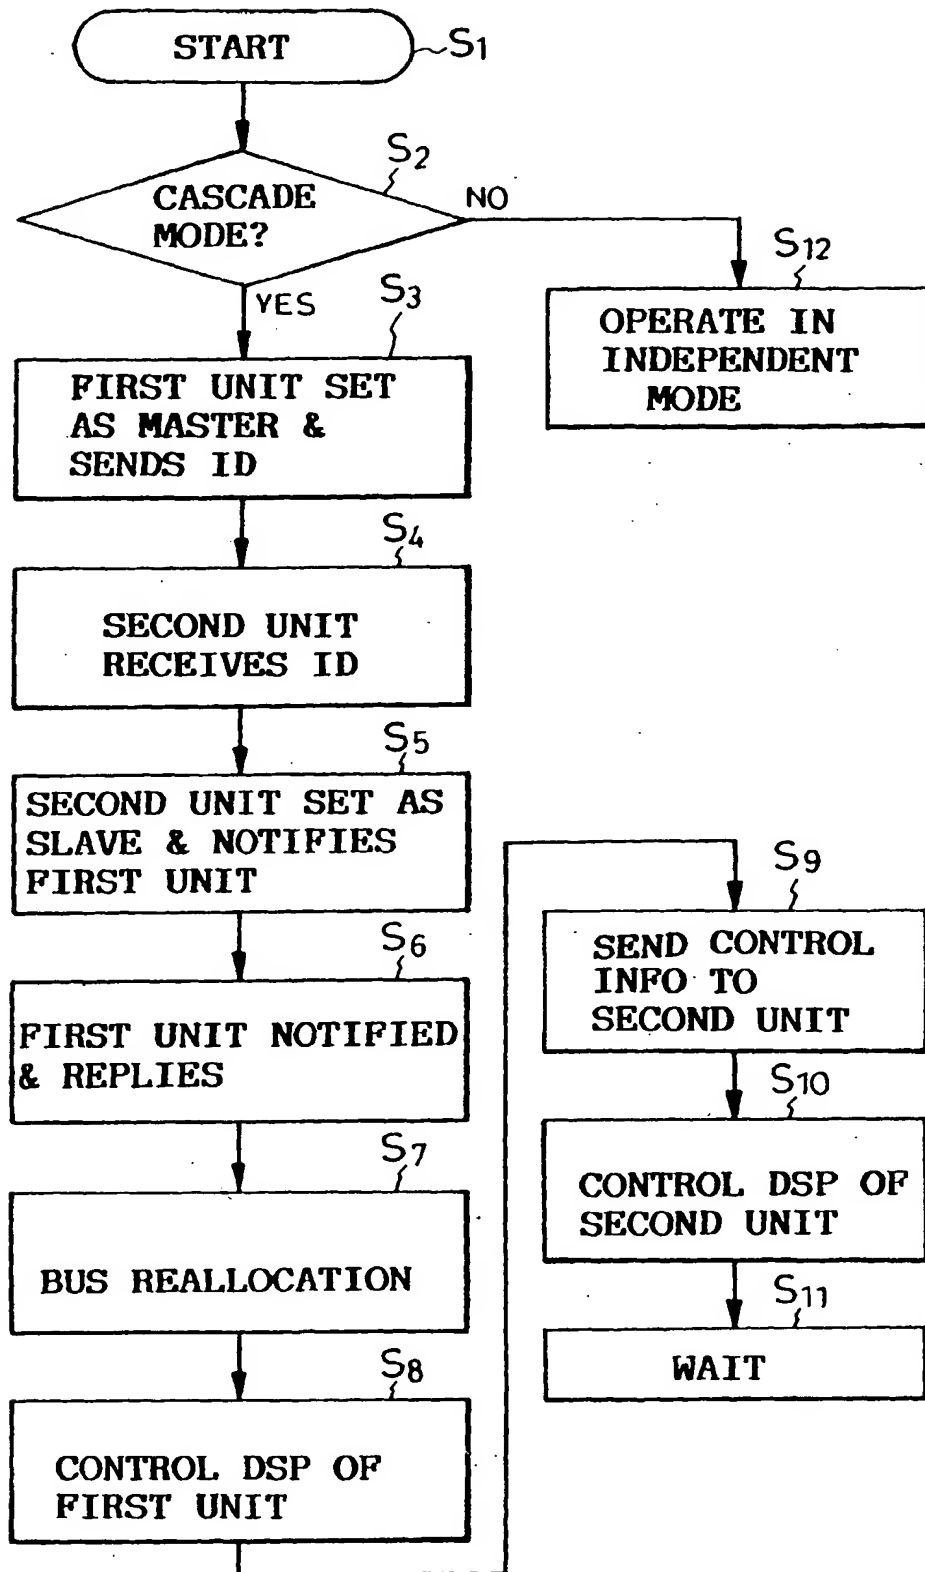 START
S1
S2
CASCADE
MODE?
NO
YES
S3
FIRST UNIT SET
AS MASTER &
SENDS ID
S4
SECOND UNIT
RECEIVES ID
S5
SECOND UNIT SET AS
SLAVE & NOTIFIES
FIRST UNIT
S6
FIRST UNIT NOTIFIED
& REPLIES
S7
BUS REALLOCATION
S8
CONTROL DSP OF
FIRST UNIT
S9
SEND CONTROL
INFO TO
SECOND UNIT
S10
CONTROL DSP OF
SECOND UNIT
S11
WAIT
S12
OPERATE IN
INDEPENDENT
MODE